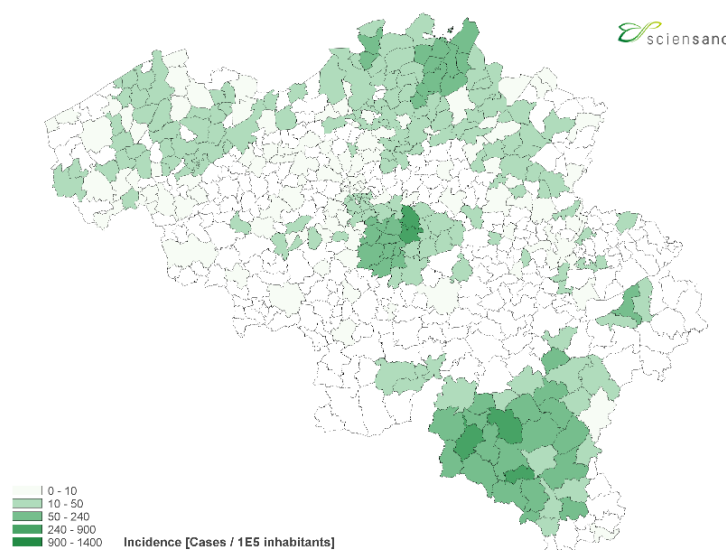 sciensano
0 - 10
10 - 50
50 - 240
240 - 900
900 - 1400
Incidence [Cases / 1E5 inhabitants]